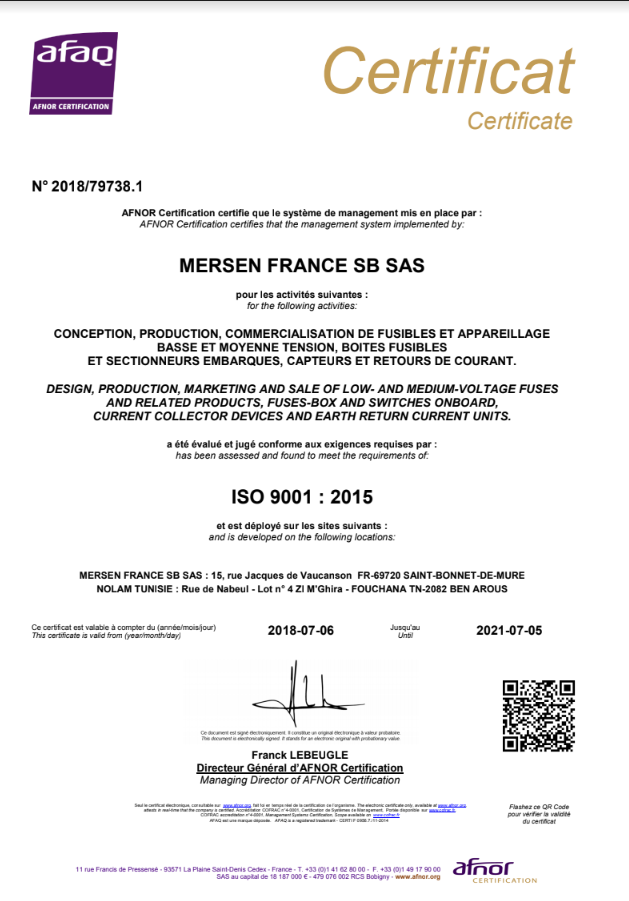 afaq
AFNOR CERTIFICATION
Certificat
Certificate
N° 2018/79738.1
AFNOR Certification certifie que le système de management mis en place par :
AFNOR Certification certifies that the management system implemented by:
MERSEN FRANCE SB SAS
pour les activités suivantes :
for the following activities:
CONCEPTION, PRODUCTION, COMMERCIALISATION DE FUSIBLES ET APPAREILLAGE
BASSE ET MOYENNE TENSION, BOITES FUSIBLES
ET SECTIONNEURS EMBARQUES, CAPTEURS ET RETOURS DE COURANT.
DESIGN, PRODUCTION, MARKETING AND SALE OF LOW- AND MEDIUM-VOLTAGE FUSES
AND RELATED PRODUCTS, FUSES-BOX AND SWITCHES ONBOARD,
CURRENT COLLECTOR DEVICES AND EARTH RETURN CURRENT UNITS.
a été évalué et jugé conforme aux exigences requises par :
has been assessed and found to meet the requirements of:
ISO 9001 : 2015
et est déployé sur les sites suivants :
and is developed on the following locations:
MERSEN FRANCE SB SAS : 15, rue Jacques de Vaucanson FR-69720 SAINT-BONNET-DE-MURE
NOLAM TUNISIE : Rue de Nabeul - Lot n° 4 ZI M'Ghira - FOUCHANA TN-2082 BEN AROUS
Ce certificat est valable à compter du (année/mois/jour)
This certificate is valid from (year/month/day)
2018-07-06
Jusqu'au
Until
2021-07-05
Ce document est signé électroniquement. Il constitue un original électronique à valeur probatoire.
This document is electronically signed. It stands for an electronic original with probationary value.
Franck LEBEUGLE
Directeur Général d'AFNOR Certification
Managing Director of AFNOR Certification
Seul le certificat électronique, consultable sur www.afnor.org, fait foi en temps réel de la certification de l'organisme. The electronic certificate only, available at www.afnor.org,
attests in real-time that the company is certified. Accréditation COFRAC n°4-0001, Certification de Systèmes de Management, Portée disponible sur www.cofrac.fr.
COFRAC accreditation n°4-0001, Management Systems Certification, Scope available on www.cofrac.fr
AFAQ est une marque déposée. AFAQ is a registered trademark - CERTI F 0956.7 /11-2014
Flashez ce QR Code
pour vérifier la validité
du certificat
11 rue Francis de Pressensé - 93571 La Plaine Saint-Denis Cedex - France - T. +33 (0)1 41 62 80 00 - F. +33 (0)1 49 17 90 00
SAS au capital de 18 187 000 € - 479 076 002 RCS Bobigny - www.afnor.org
afnor
CERTIFICATION